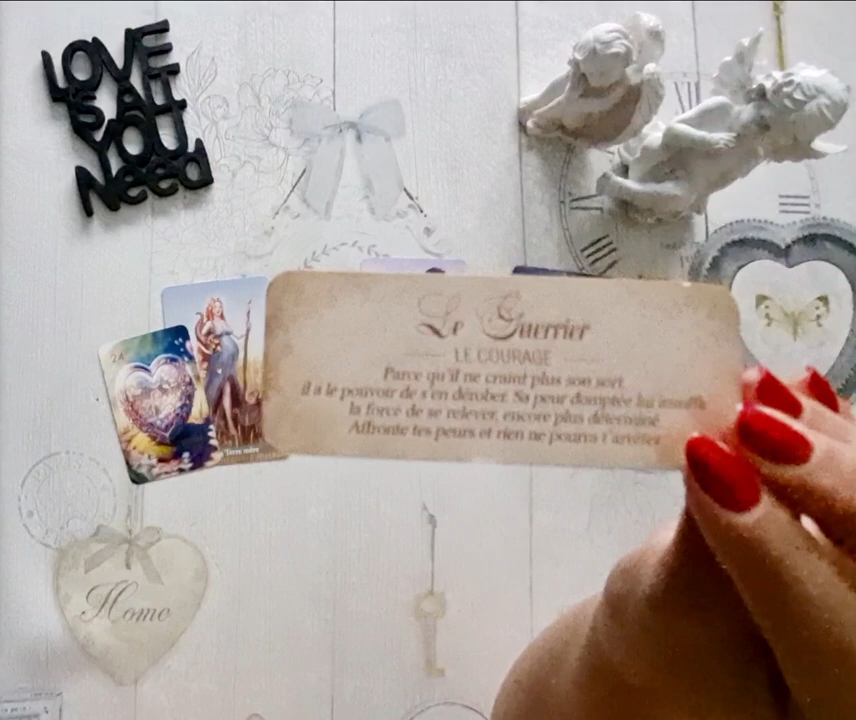 LOVE
IS ALL
YOU
Need
24
Terre mère
Le Guerrier
LE COURAGE
Parce qu'il ne craint plus son sort,
il a le pouvoir de s'en dérober. Sa peur domptée lui insuffle
la force de se relever, encore plus déterminé.
Affronte tes peurs et rien ne pourra t'arrêter
Home